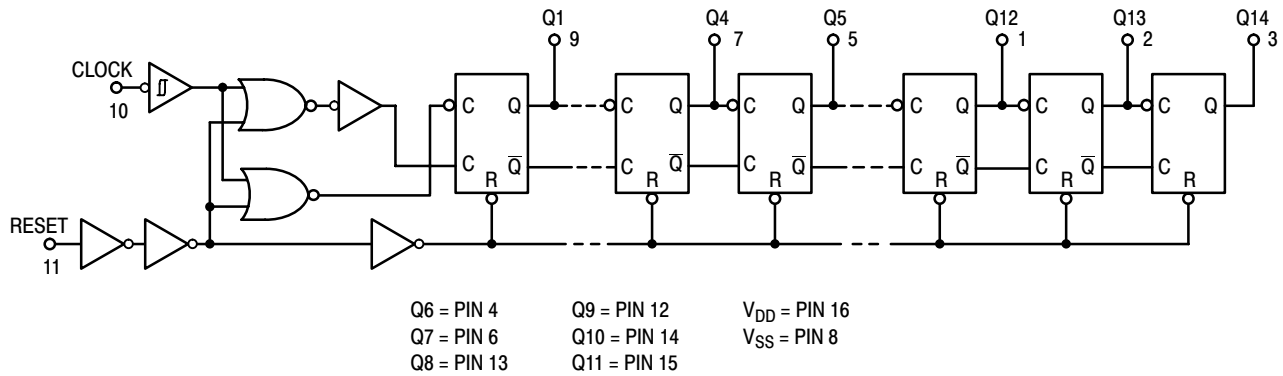 Q1 Q4 Q5 Q12 Q13 Q14
9 7 5 1 2 3
CLOCK
10
C Q C Q C Q C Q C Q C Q
C Q̅ C Q̅ C Q̅ C Q̅ C Q̅ C
R R R R R R
RESET
11
Q6 = PIN 4 Q9 = PIN 12 VDD = PIN 16
Q7 = PIN 6 Q10 = PIN 14 VSS = PIN 8
Q8 = PIN 13 Q11 = PIN 15